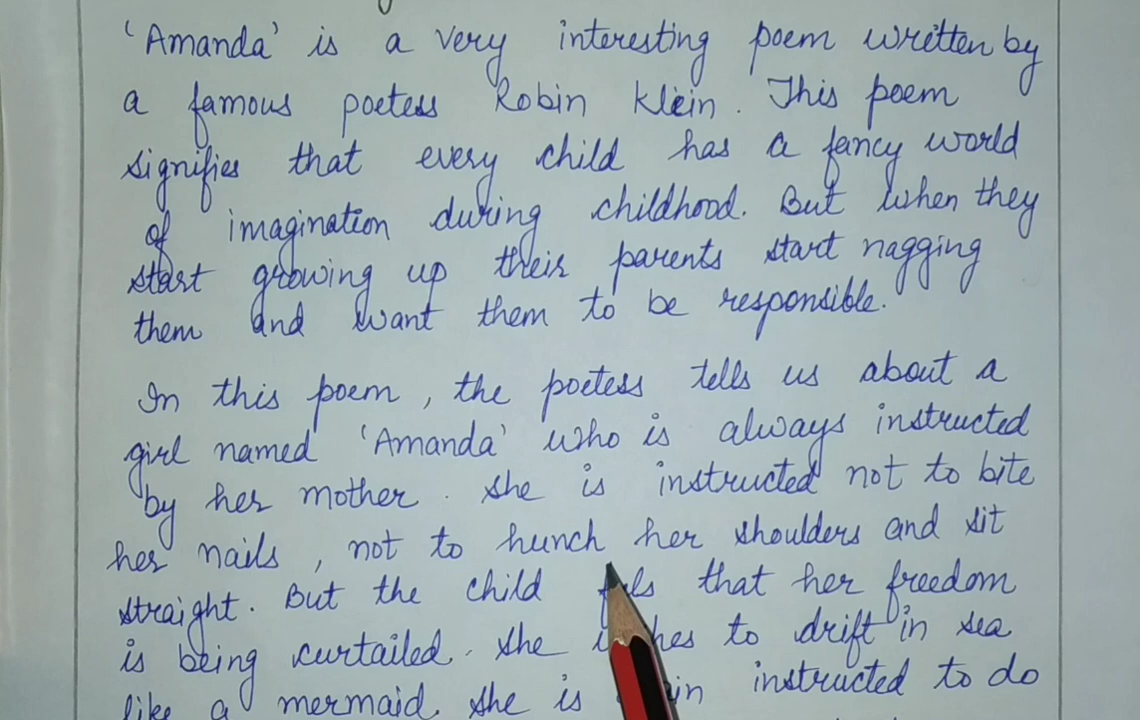 'Amanda' is a very interesting poem written by
a famous poetess Robin Klein. This poem
signifies that every child has a fancy world
of imagination during childhood. But when they
start growing up their parents start nagging
them and want them to be responsible.
In this poem, the poetess tells us about a
girl named 'Amanda' who is always instructed
by her mother. She is instructed not to bite
her nails, not to hunch her shoulders and sit
straight. But the child that her freedom
is being curtailed. She to drift in sea
like a mermaid. She is instructed to do